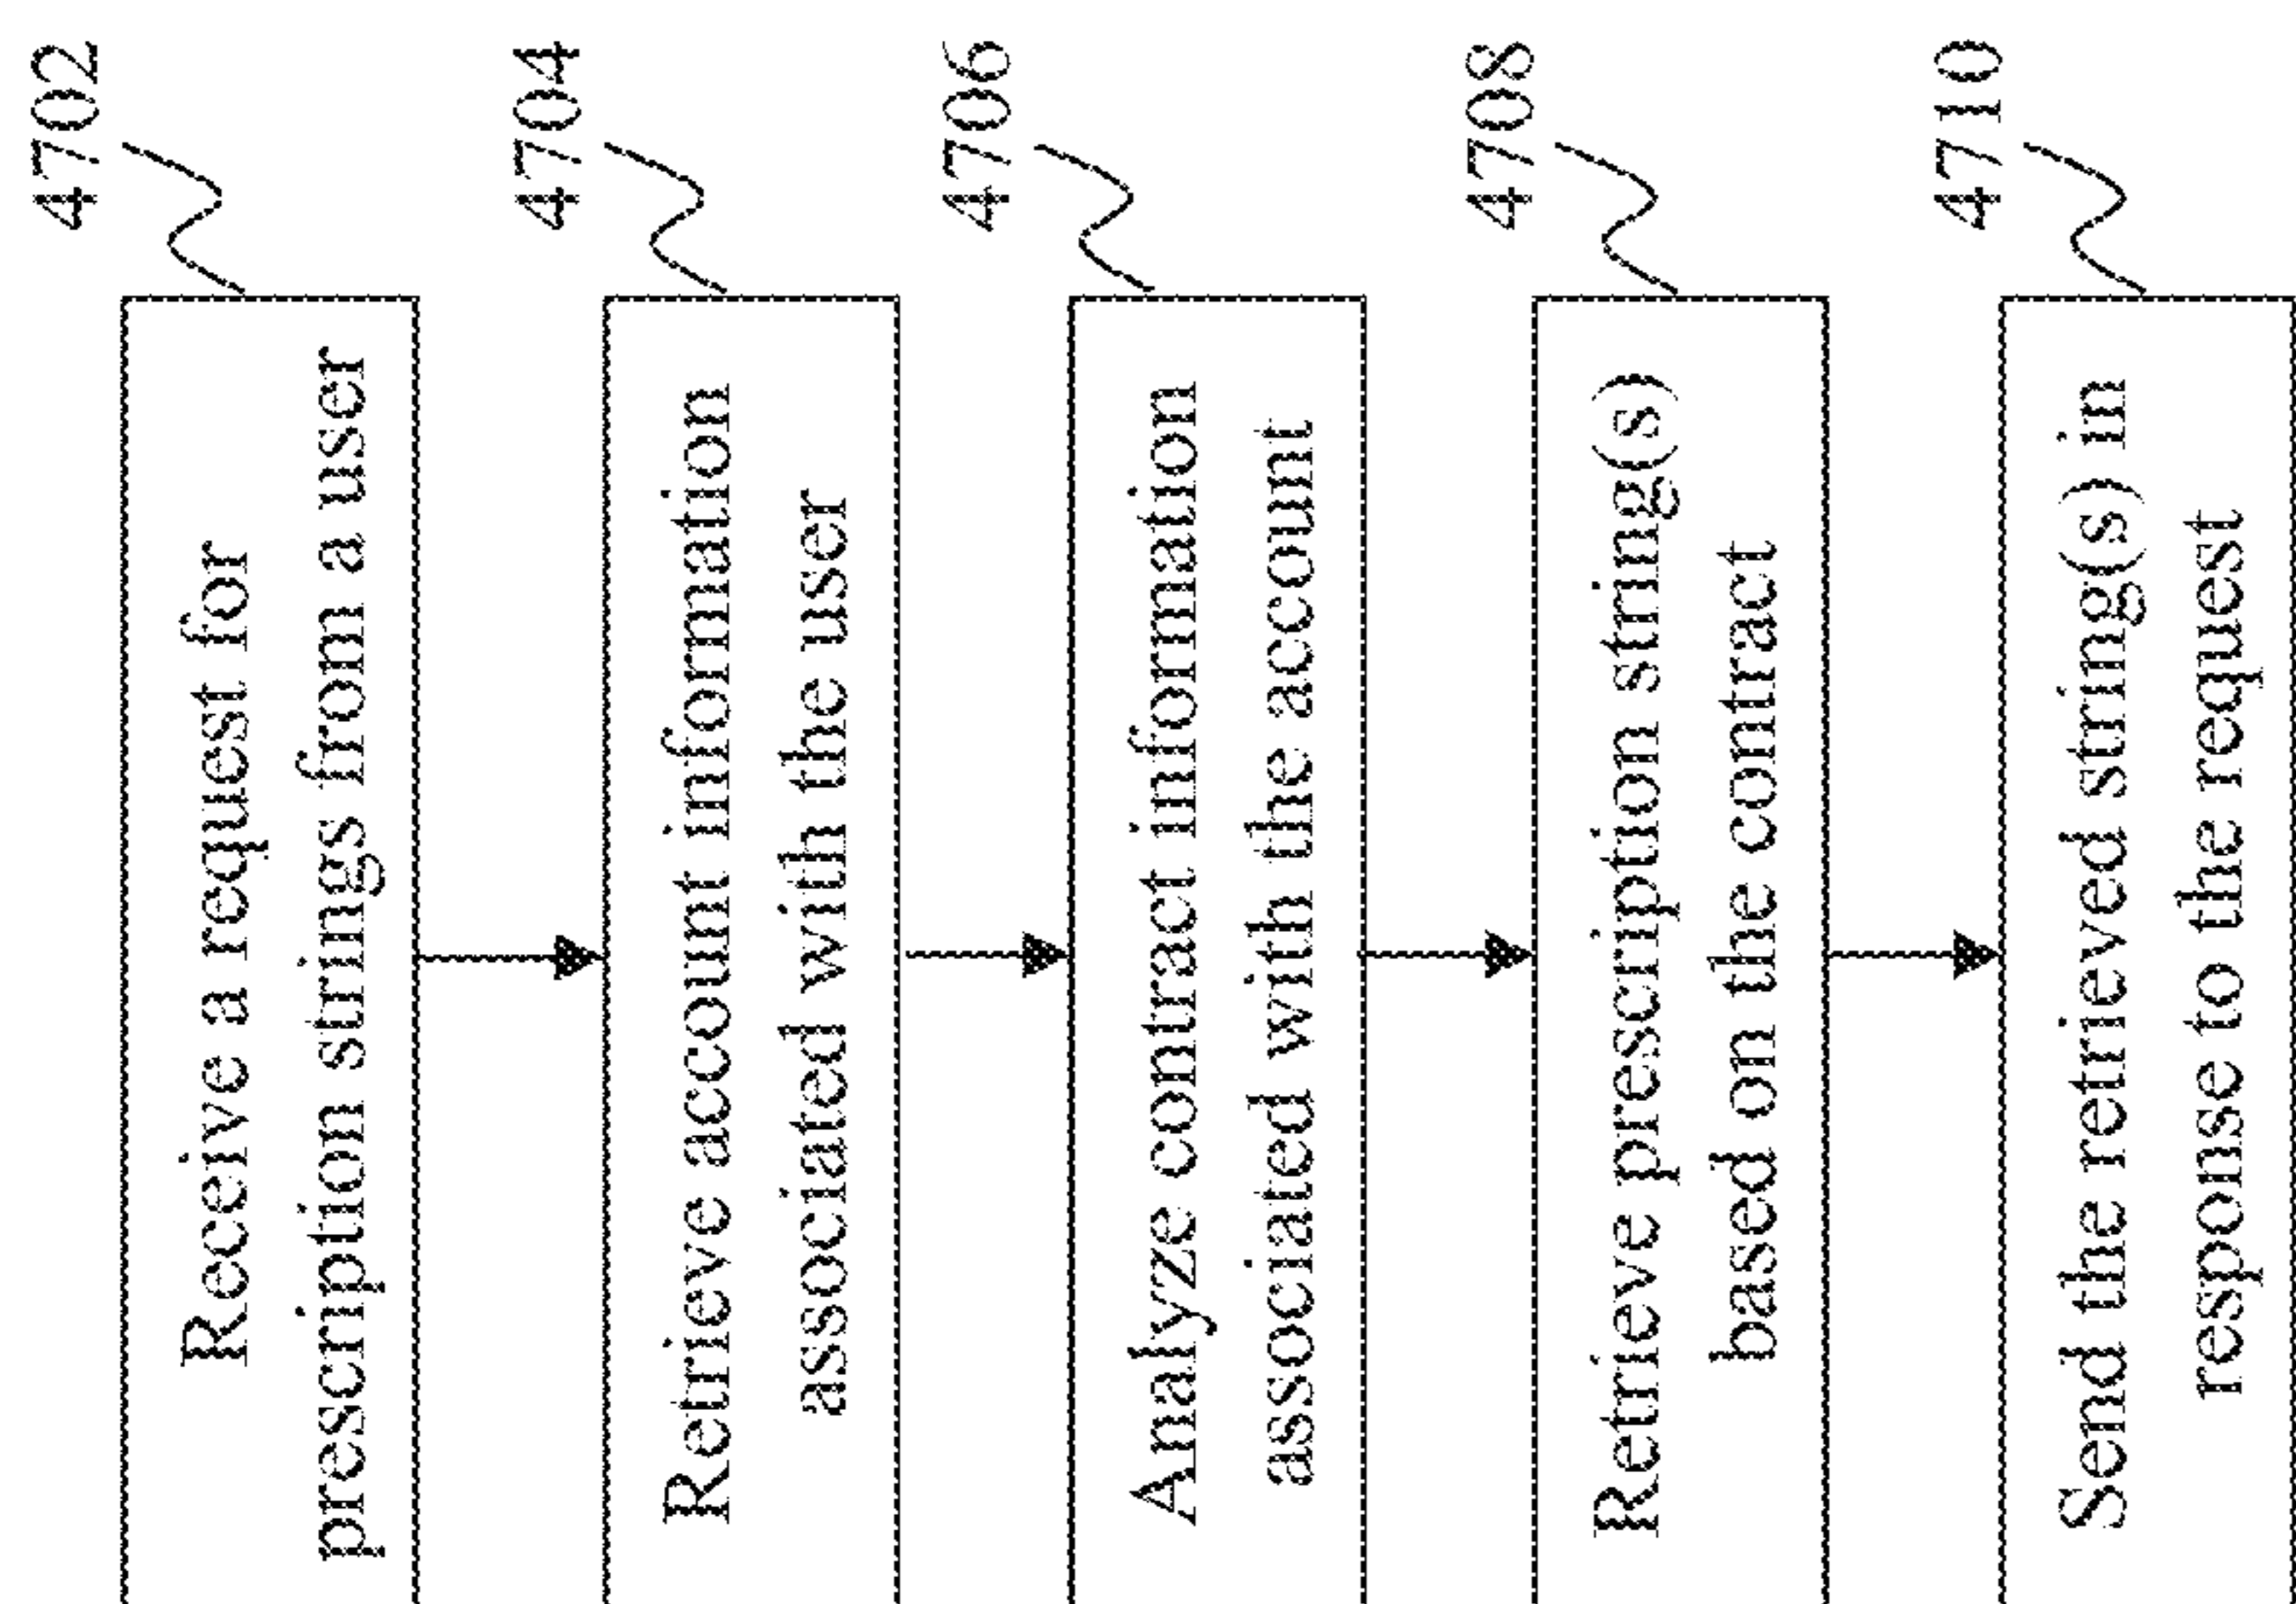 4702
Receive a request for
prescription strings from a user
4704
Retrieve account information
associated with the user
4706
Analyze contract information
associated with the account
4708
Retrieve prescription string(s)
based on the contract
4710
Send the retrieved string(s) in
response to the request